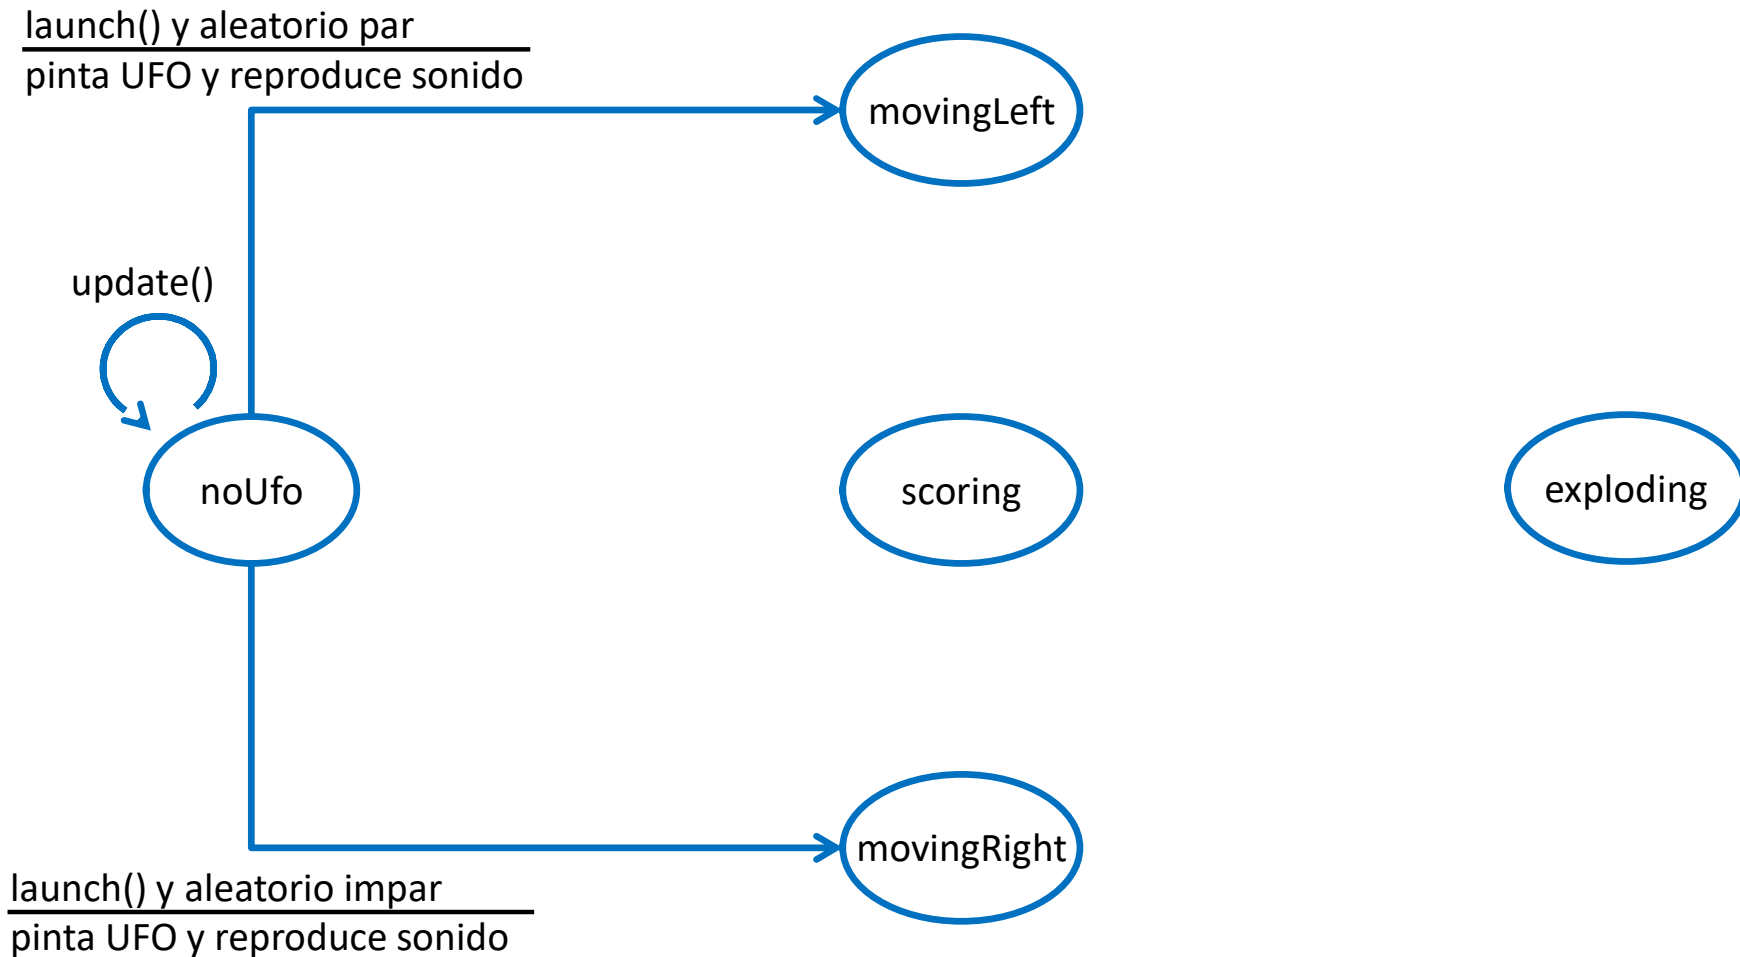 launch() y aleatorio par
pinta UFO y reproduce sonido
movingLeft
update()
noUfo
scoring
exploding
movingRight
launch() y aleatorio impar
pinta UFO y reproduce sonido